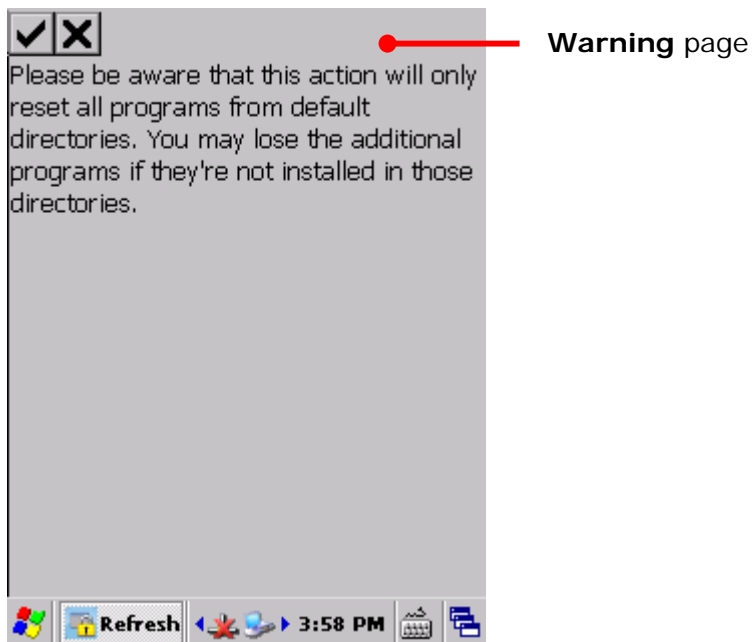 Warning page
Please be aware that this action will only
reset all programs from default
directories. You may lose the additional
programs if they're not installed in those
directories.
Refresh
3:58 PM